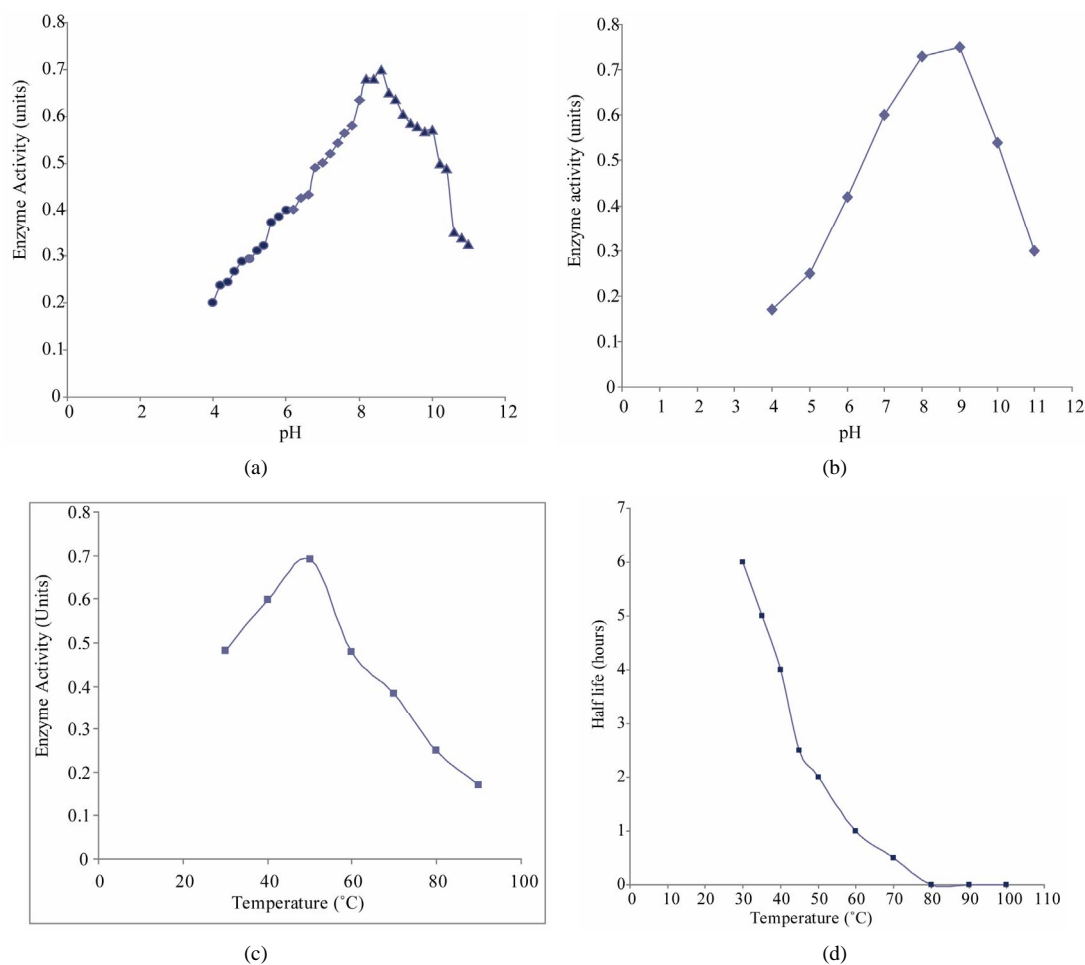 Enzyme Activity (units)
0.8
0.7
0.6
0.5
0.4
0.3
0.2
0.1
0
0 2 4 6 8 10 12
pH
(a)
Enzyme activity (units)
0.8
0.7
0.6
0.5
0.4
0.3
0.2
0.1
0
0 1 2 3 4 5 6 7 8 9 10 11 12
pH
(b)
Enzyme Activity (Units)
0.8
0.7
0.6
0.5
0.4
0.3
0.2
0.1
0
0 20 40 60 80 100
Temperature (˚C)
(c)
Half life (hours)
7
6
5
4
3
2
1
0
0 10 20 30 40 50 60 70 80 90 100 110
Temperature (˚C)
(d)